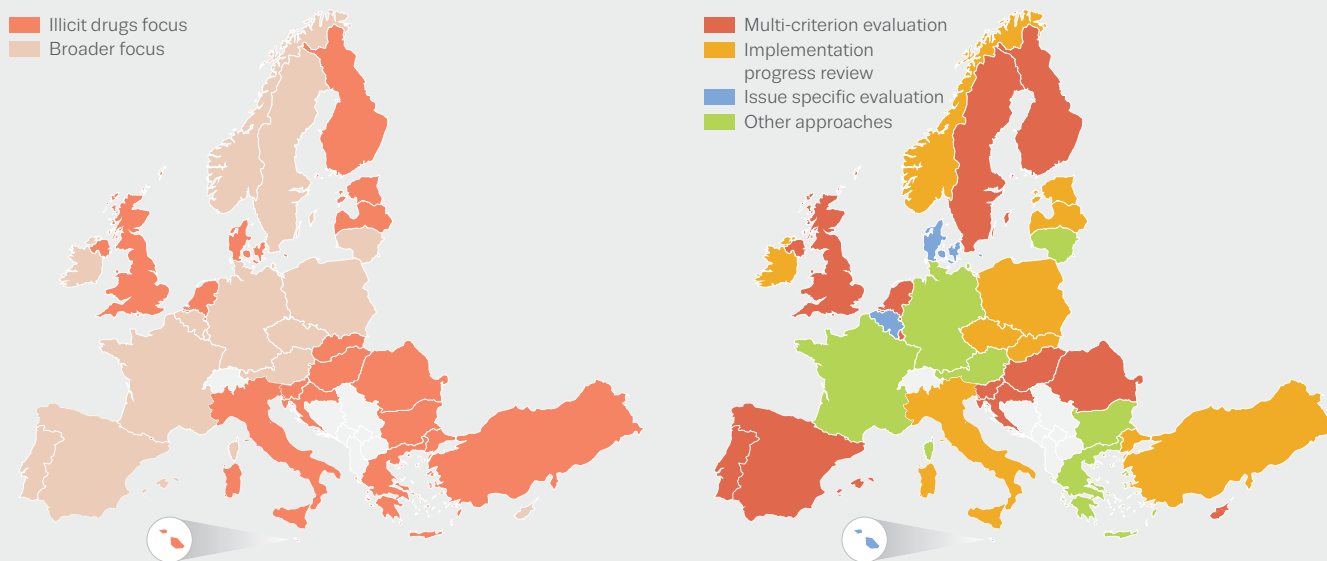 Illicit drugs focus
Broader focus
Multi-criterion evaluation
Implementation
progress review
Issue specific evaluation
Other approaches